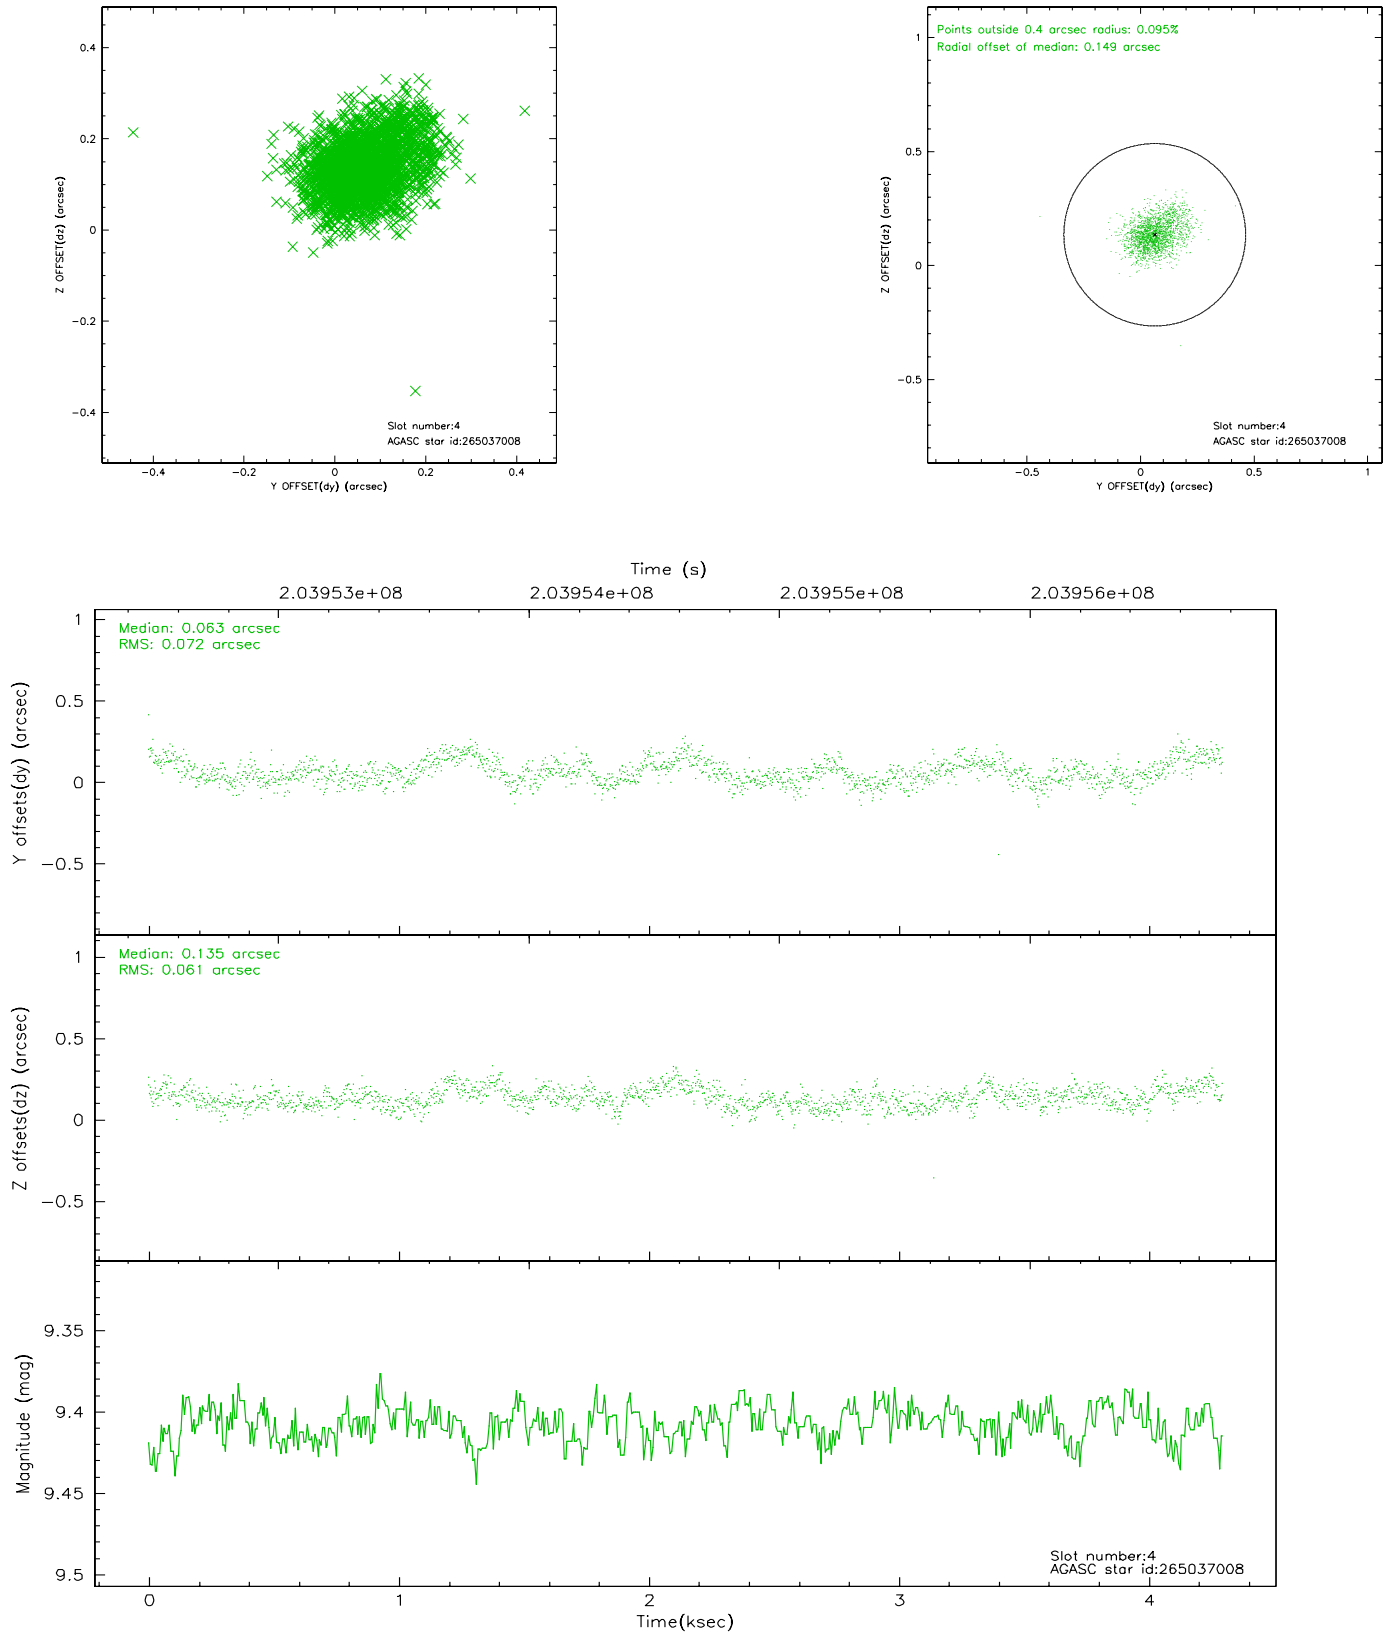 0.4
0.2
0
−0.2
−0.4
Z OFFSET(dz) (arcsec)
Slot number:4
AGASC star id:265037008
−0.4 −0.2 0 0.2 0.4
Y OFFSET(dy) (arcsec)
Points outside 0.4 arcsec radius: 0.095%
Radial offset of median: 0.149 arcsec
1
0.5
0
−0.5
Z OFFSET(dz) (arcsec)
Slot number:4
AGASC star id:265037008
−0.5 0 0.5 1
Y OFFSET(dy) (arcsec)
Time (s)
2.03953e+08 2.03954e+08 2.03955e+08 2.03956e+08
Median: 0.063 arcsec
RMS: 0.072 arcsec
1
0.5
0
−0.5
Y offsets(dy) (arcsec)
Median: 0.135 arcsec
RMS: 0.061 arcsec
1
0.5
0
−0.5
Z offsets(dz) (arcsec)
9.35
9.4
9.45
9.5
Magnitude (mag)
Slot number:4
AGASC star id:265037008
0 1 2 3 4
Time(ksec)